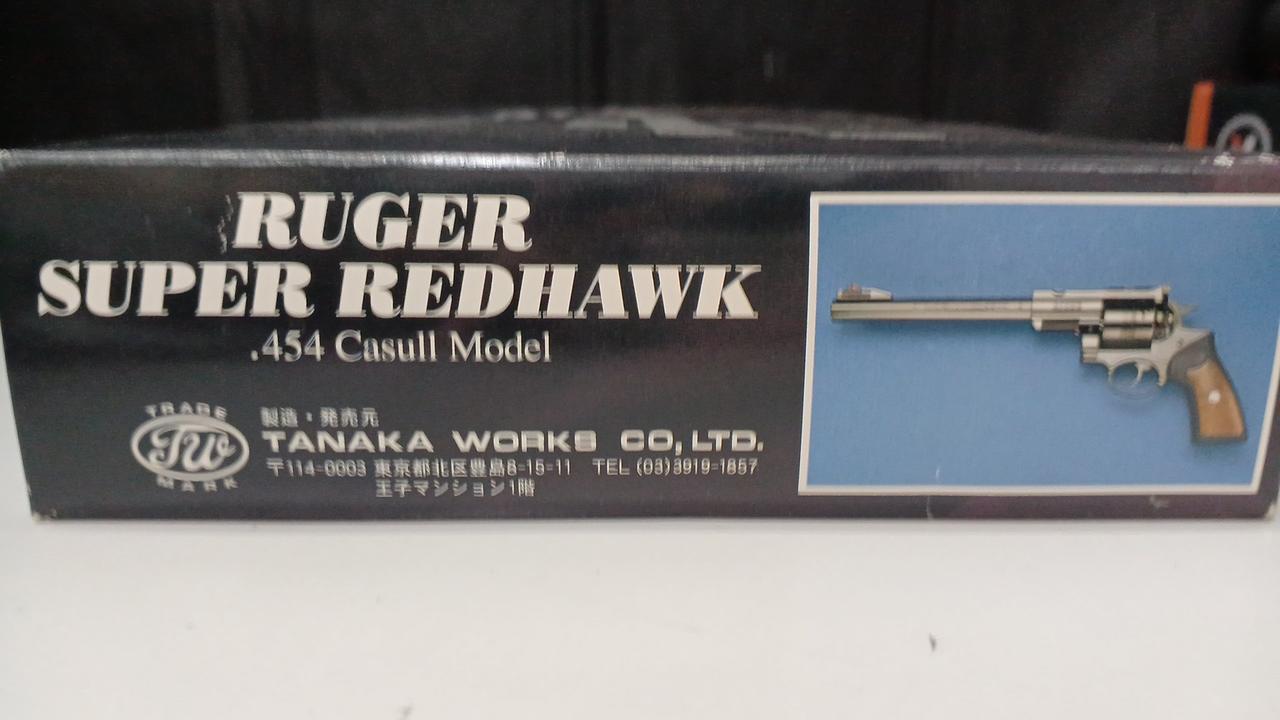 RUGER
SUPER REDHAWK
.454 Casull Model
TRADE
TW
MARK
製造・発売元
TANAKA WORKS CO,LTD.
〒114-0003 東京都北区豊島8-15-11 TEL (03)3919-1857
王子マンション1階